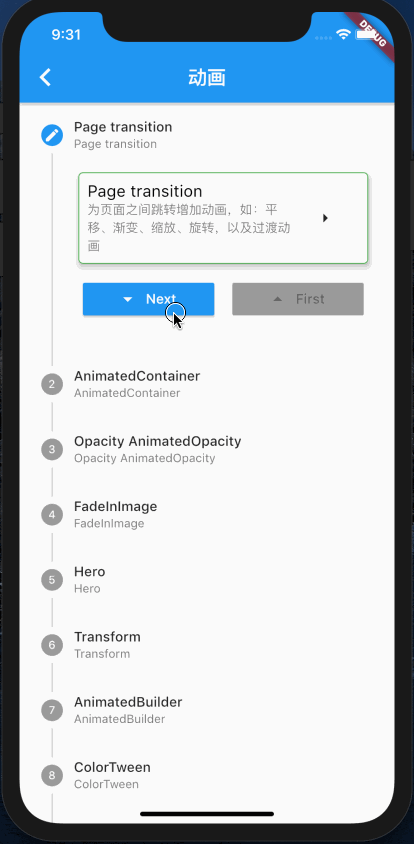 9:31
DEBUG
动画
Page transition
Page transition
Page transition
为页面之间跳转增加动画，如：平
移、渐变、缩放、旋转，以及过渡动
画
Next
First
2
AnimatedContainer
AnimatedContainer
3
Opacity AnimatedOpacity
Opacity AnimatedOpacity
4
FadeInImage
FadeInImage
5
Hero
Hero
6
Transform
Transform
7
AnimatedBuilder
AnimatedBuilder
8
ColorTween
ColorTween